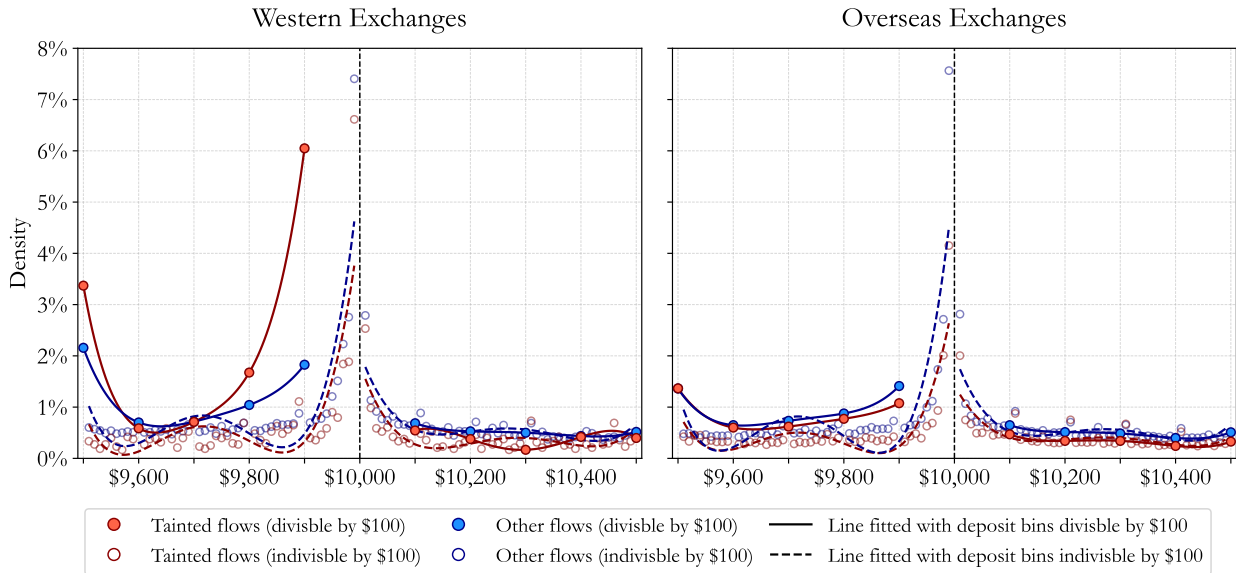 Western Exchanges
Overseas Exchanges
Density
8%
7%
6%
5%
4%
3%
2%
1%
0%
$9,600 $9,800 $10,000 $10,200 $10,400
$9,600 $9,800 $10,000 $10,200 $10,400
Tainted flows (divisble by $100) Other flows (divisble by $100) Line fitted with deposit bins divisble by $100
Tainted flows (indivisble by $100) Other flows (indivisble by $100) Line fitted with deposit bins indivisble by $100